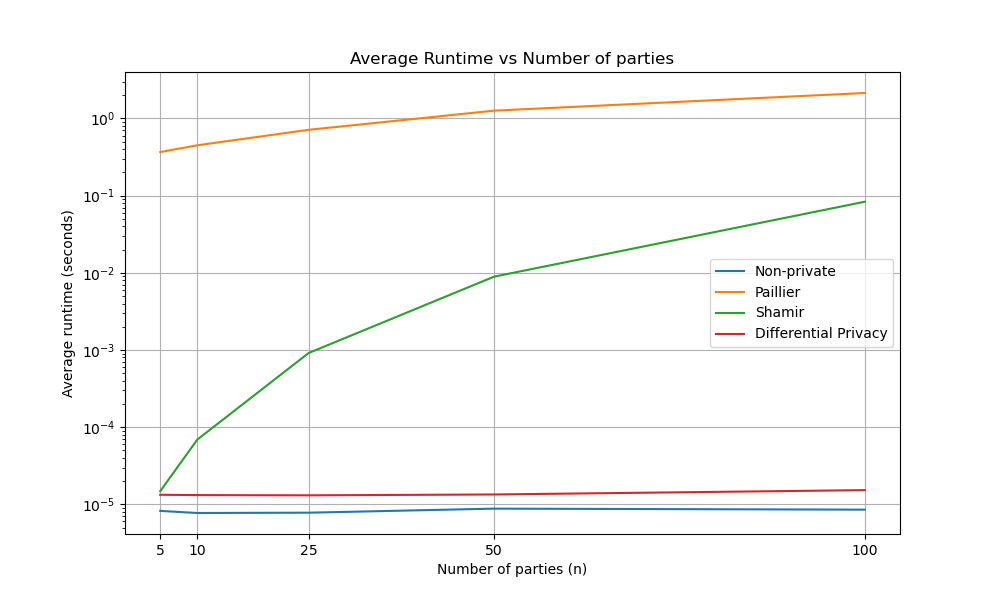 Average Runtime vs Number of parties
Average runtime (seconds)
10⁰
10⁻¹
10⁻²
10⁻³
10⁻⁴
10⁻⁵
Non-private
Paillier
Shamir
Differential Privacy
5 10 25 50 100
Number of parties (n)